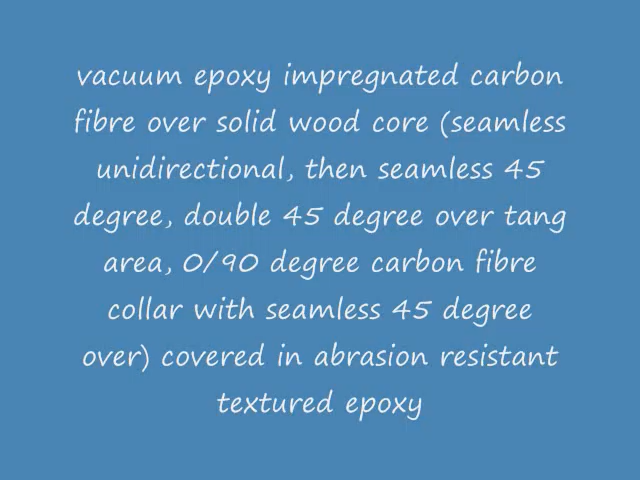 vacuum epoxy impregnated carbon
fibre over solid wood core (seamless
unidirectional, then seamless 45
degree, double 45 degree over tang
area, 0/90 degree carbon fibre
collar with seamless 45 degree
over) covered in abrasion resistant
textured epoxy